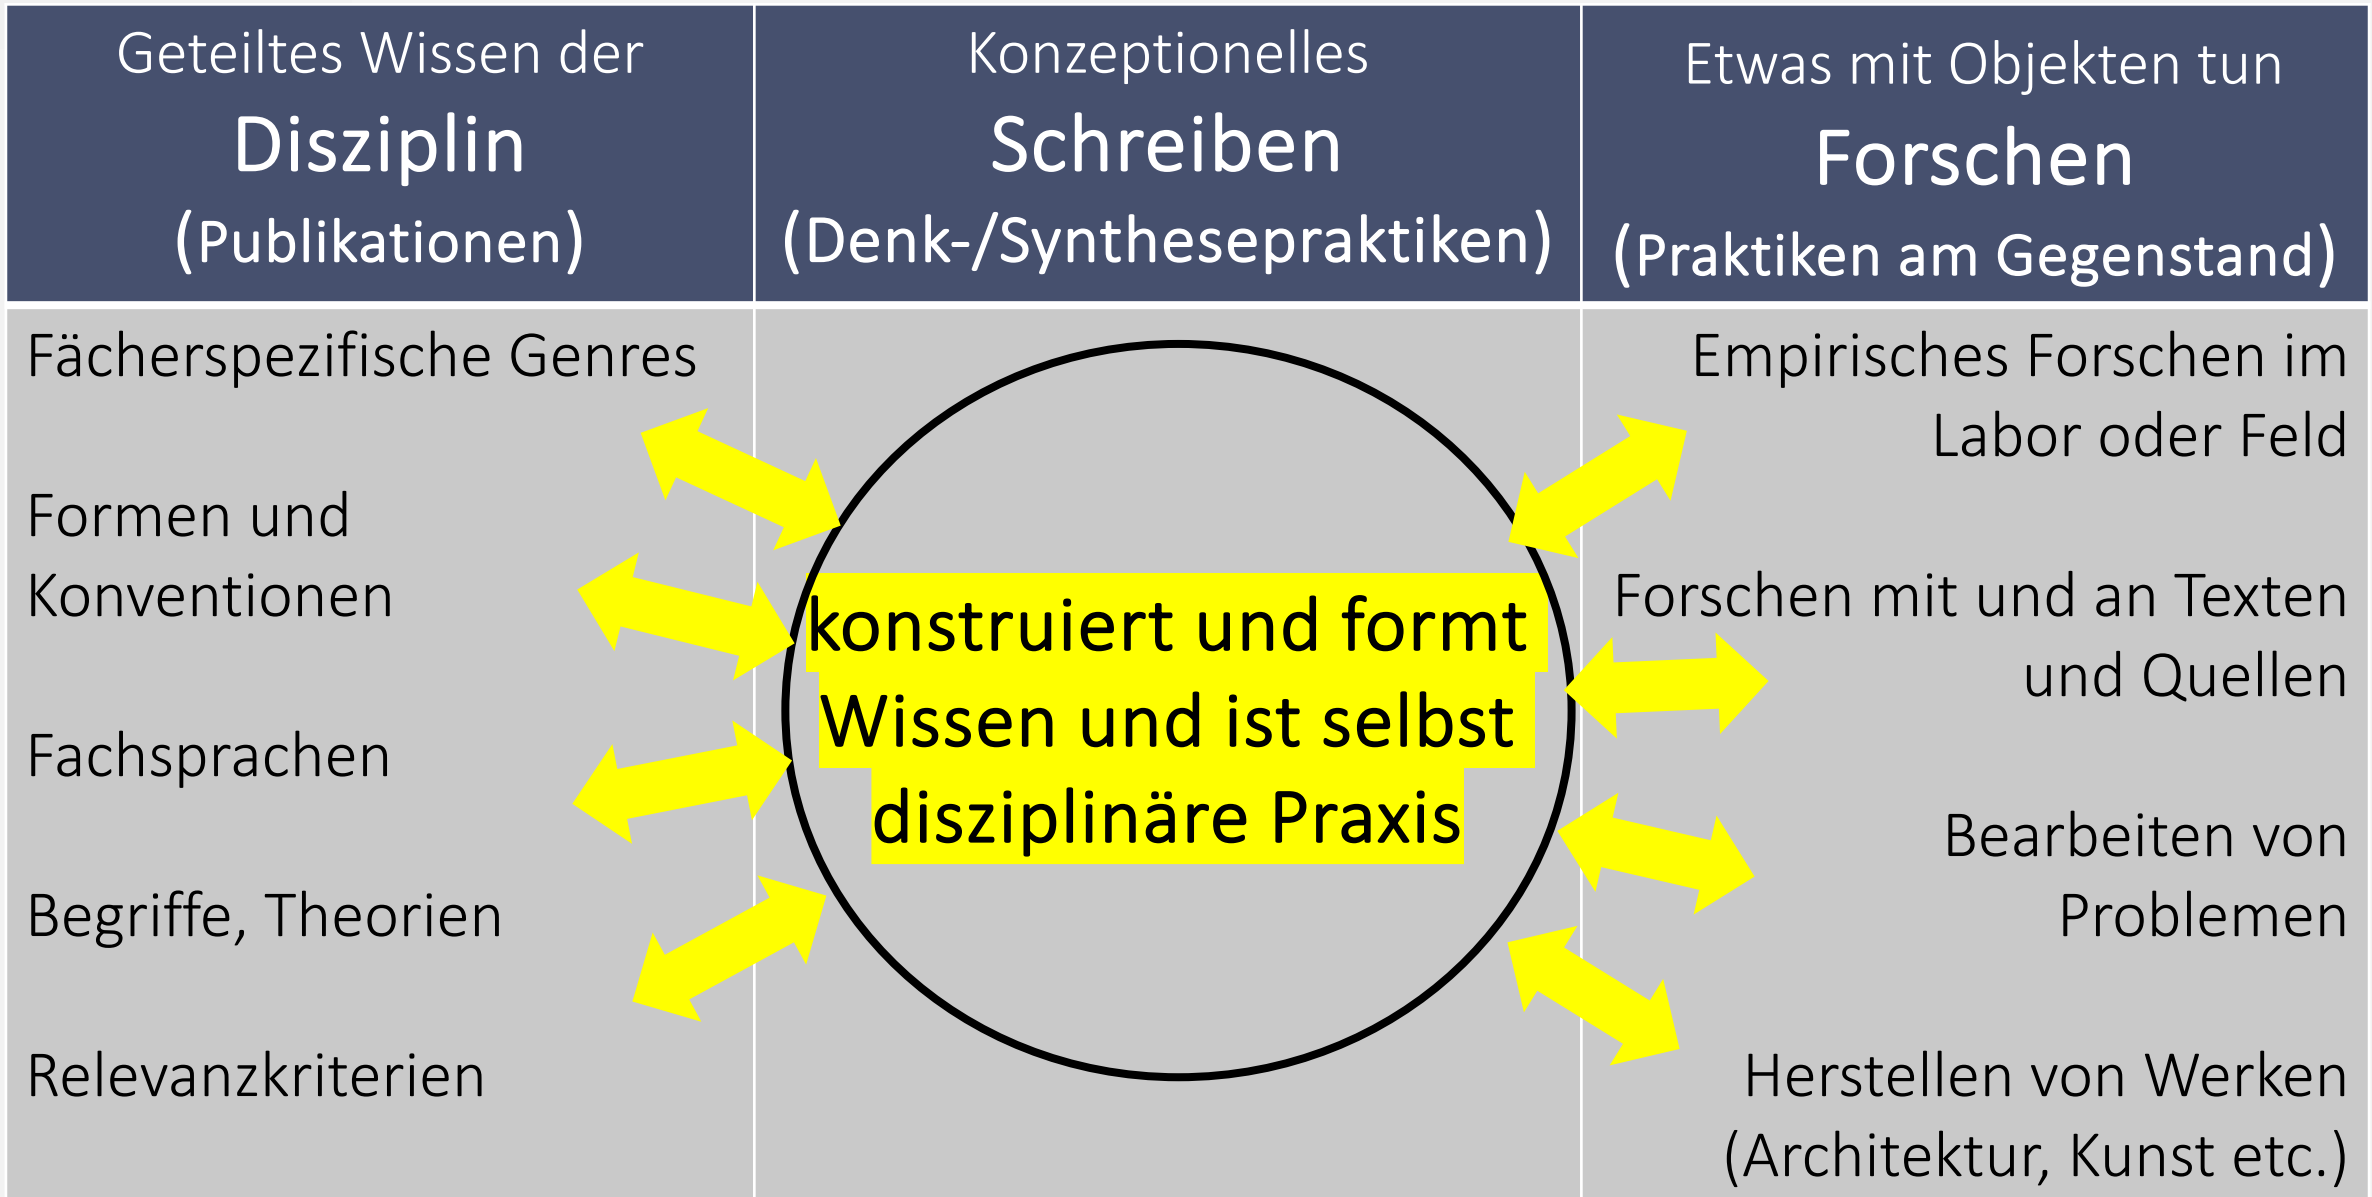 Geteiltes Wissen der
Disziplin
(Publikationen)
Konzeptionelles
Schreiben
(Denk-/Synthesepraktiken)
Etwas mit Objekten tun
Forschen
(Praktiken am Gegenstand)
Fächerspezifische Genres
Formen und
Konventionen
Fachsprachen
Begriffe, Theorien
Relevanzkriterien
konstruiert und formt
Wissen und ist selbst
disziplinäre Praxis
Empirisches Forschen im
Labor oder Feld
Forschen mit und an Texten
und Quellen
Bearbeiten von
Problemen
Herstellen von Werken
(Architektur, Kunst etc.)